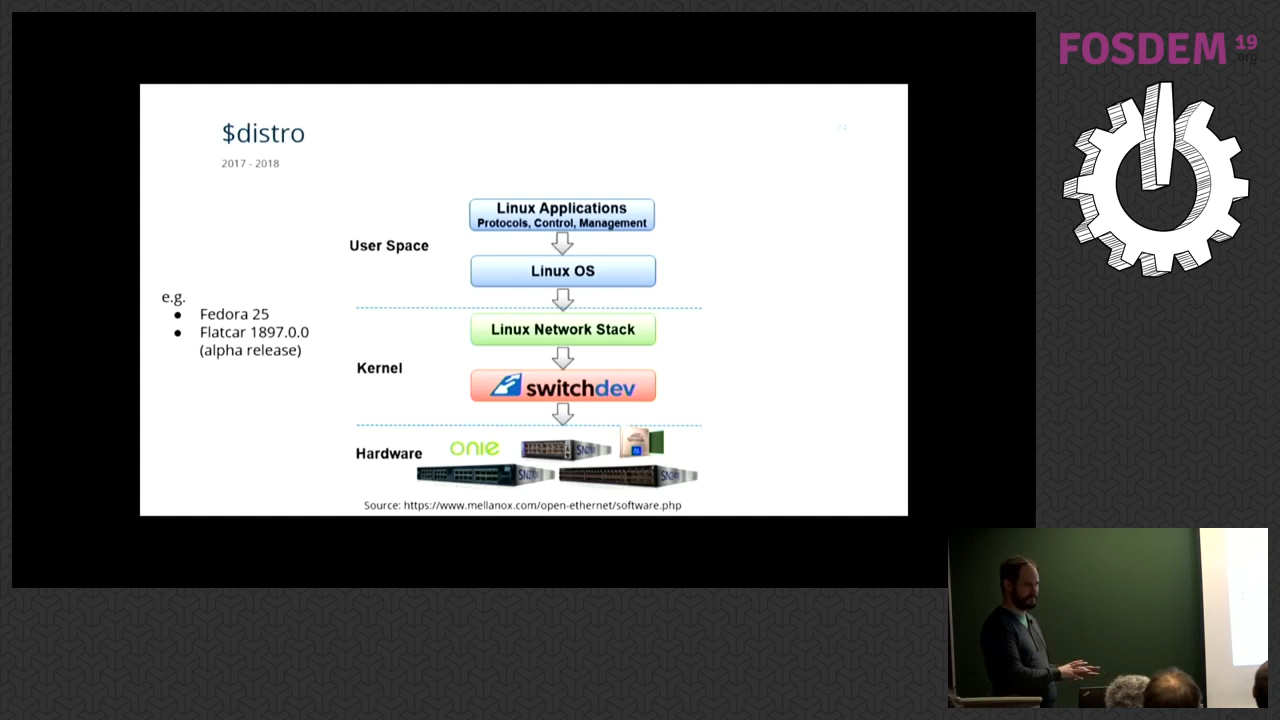 FOSDEM 19
.org
$distro
24
2017 - 2018
Linux Applications
Protocols, Control, Management
User Space
Linux OS
e.g.
● Fedora 25
● Flatcar 1897.0.0
(alpha release)
Linux Network Stack
Kernel
switchdev
Hardware
onie
Source: https://www.mellanox.com/open-ethernet/software.php